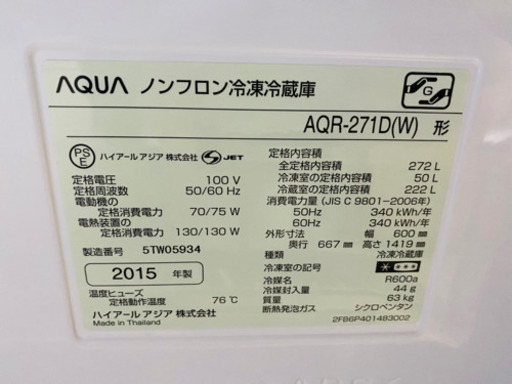 AQUA ノンフロン冷凍冷蔵庫
G
AQR-271D(W) 形
PS
E
ハイアール アジア 株式会社 S JET
定格電圧 100 V
定格周波数 50/60 Hz
電動機の
定格消費電力 70/75 W
電熱装置の
定格消費電力 130/130 W
製造番号 5TW05934
2015 年製
温度ヒューズ
定格動作温度 76℃
ハイアール アジア 株式会社
Made in Thailand
定格内容積
全定格内容積 272 L
冷凍室の定格内容積 50 L
冷蔵室の定格内容積 222 L
消費電力量 (JIS C 9801−2006年)
50Hz 340 kWh/年
60Hz 340 kWh/年
外形寸法 幅 600 mm
奥行 667 mm 高さ 1419 mm
種類 冷凍冷蔵庫
冷凍室の記号
冷媒名 R600a
冷媒封入量 44 g
質量 63 kg
断熱発泡ガス シクロペンタン
2FB6P401483002